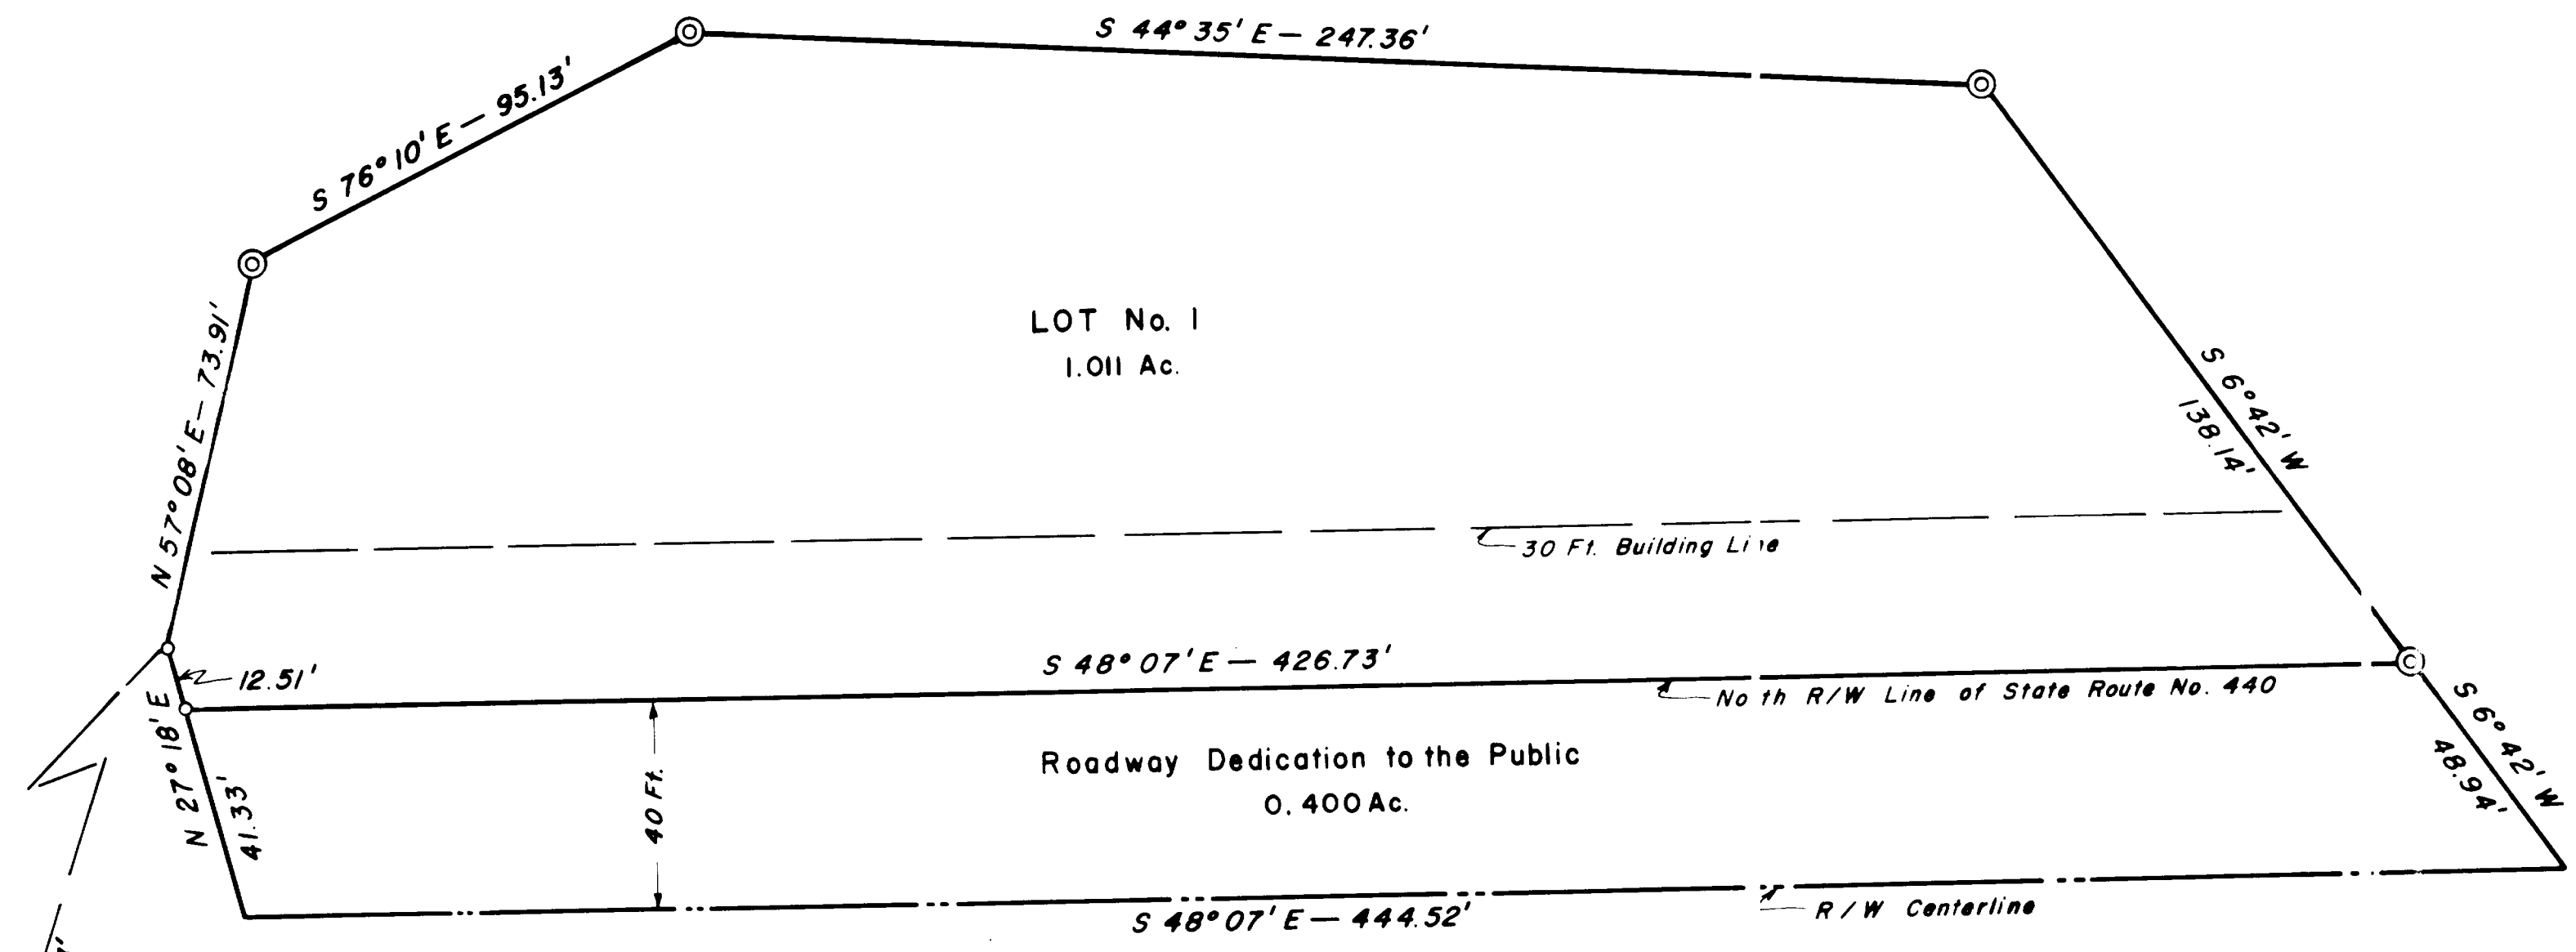 S 44° 35' E — 247.36'
S 76° 10' E — 95.13'
N 57° 08' E — 73.91'
LOT No. 1
1.011 Ac.
S 6° 42' W
138.14'
30 Ft. Building Li e
S 48° 07' E — 426.73'
12.51'
No th R/W Line of State Route No. 440
N 27° 18' E
41.33'
40 Ft.
Roadway Dedication to the Public
0.400 Ac.
S 6° 42' W
48.94'
S 48° 07' E — 444.52'
R/W Centerline